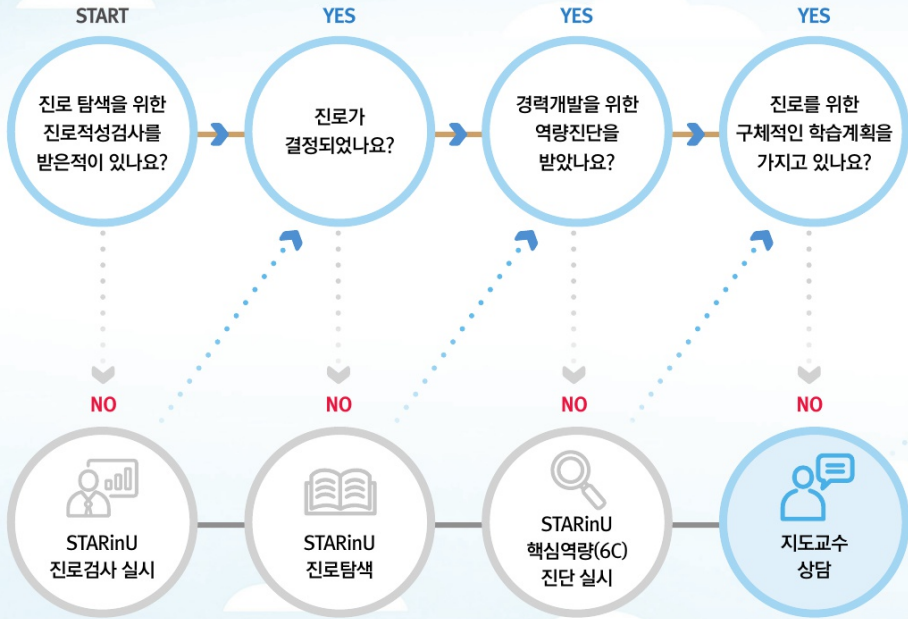 START
YES
YES
YES
진로 탐색을 위한
진로적성검사를
받은적이 있나요?
진로가
결정되었나요?
경력개발을 위한
역량진단을
받았나요?
진로를 위한
구체적인 학습계획을
가지고 있나요?
NO
NO
NO
NO
STARinU
진로검사 실시
STARinU
진로탐색
STARinU
핵심역량(6C)
진단 실시
지도교수
상담